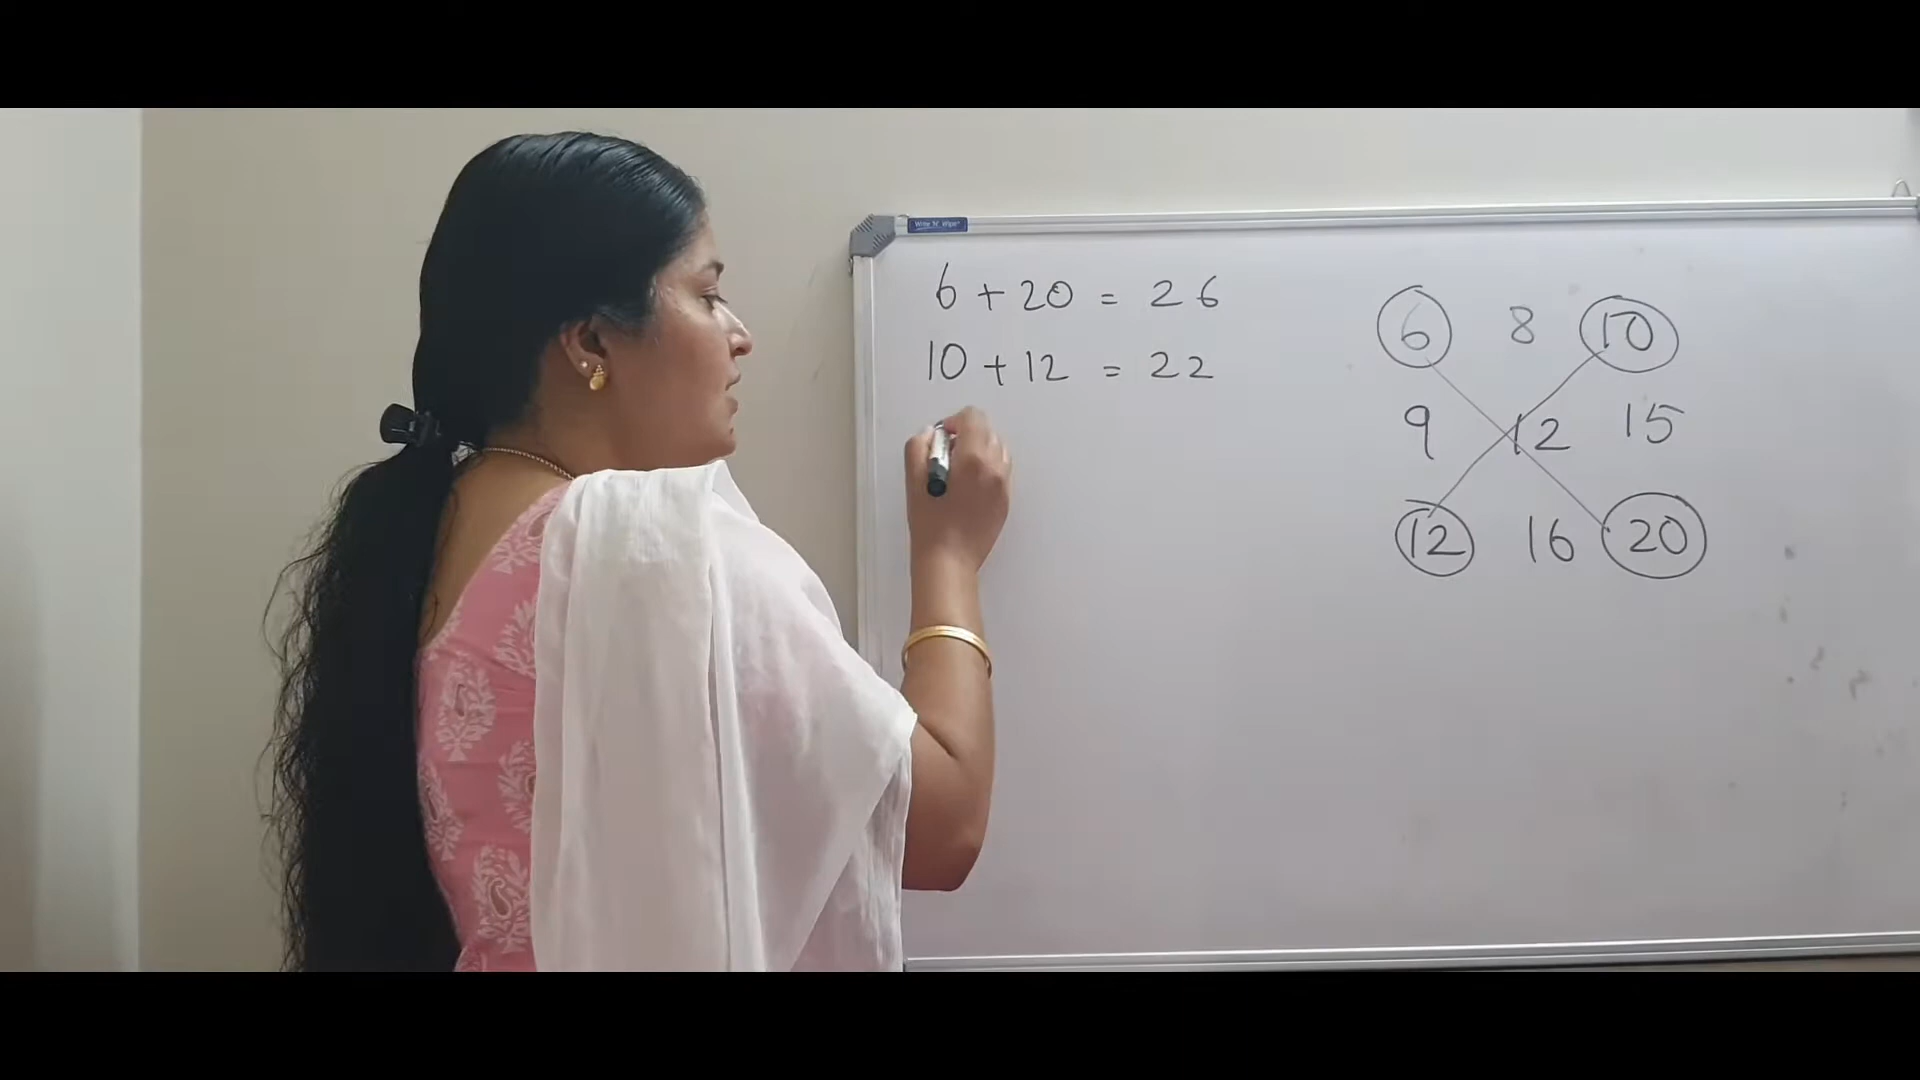 Write 'N' Wipe
6 + 20 = 26
10 + 12 = 22
6 8 10
9 12 15
12 16 20